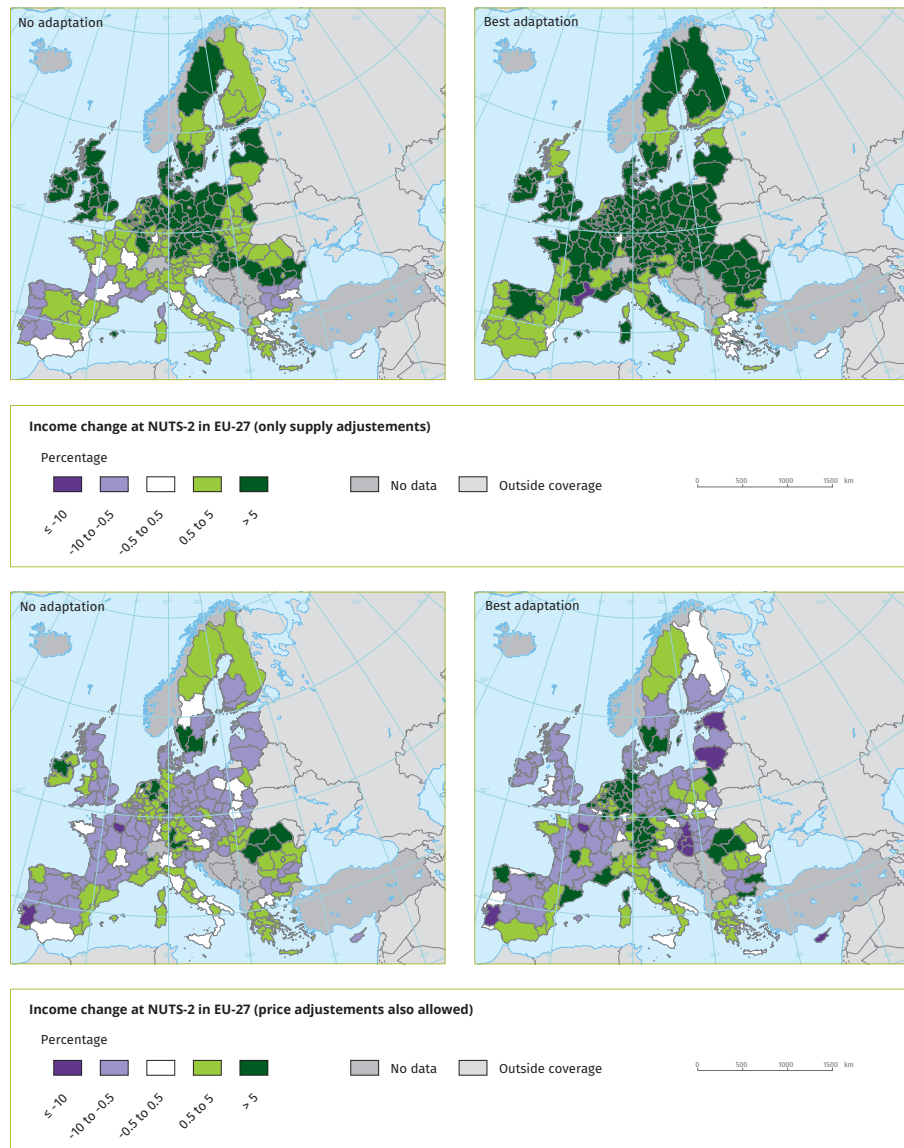 No adaptation
Best adaptation
Income change at NUTS-2 in EU-27 (only supply adjustements)
Percentage
≤ -10
-10 to -0.5
-0.5 to 0.5
0.5 to 5
> 5
No data
Outside coverage
0 500 1000 1500 km
No adaptation
Best adaptation
Income change at NUTS-2 in EU-27 (price adjustements also allowed)
Percentage
≤ -10
-10 to -0.5
-0.5 to 0.5
0.5 to 5
> 5
No data
Outside coverage
0 500 1000 1500 km